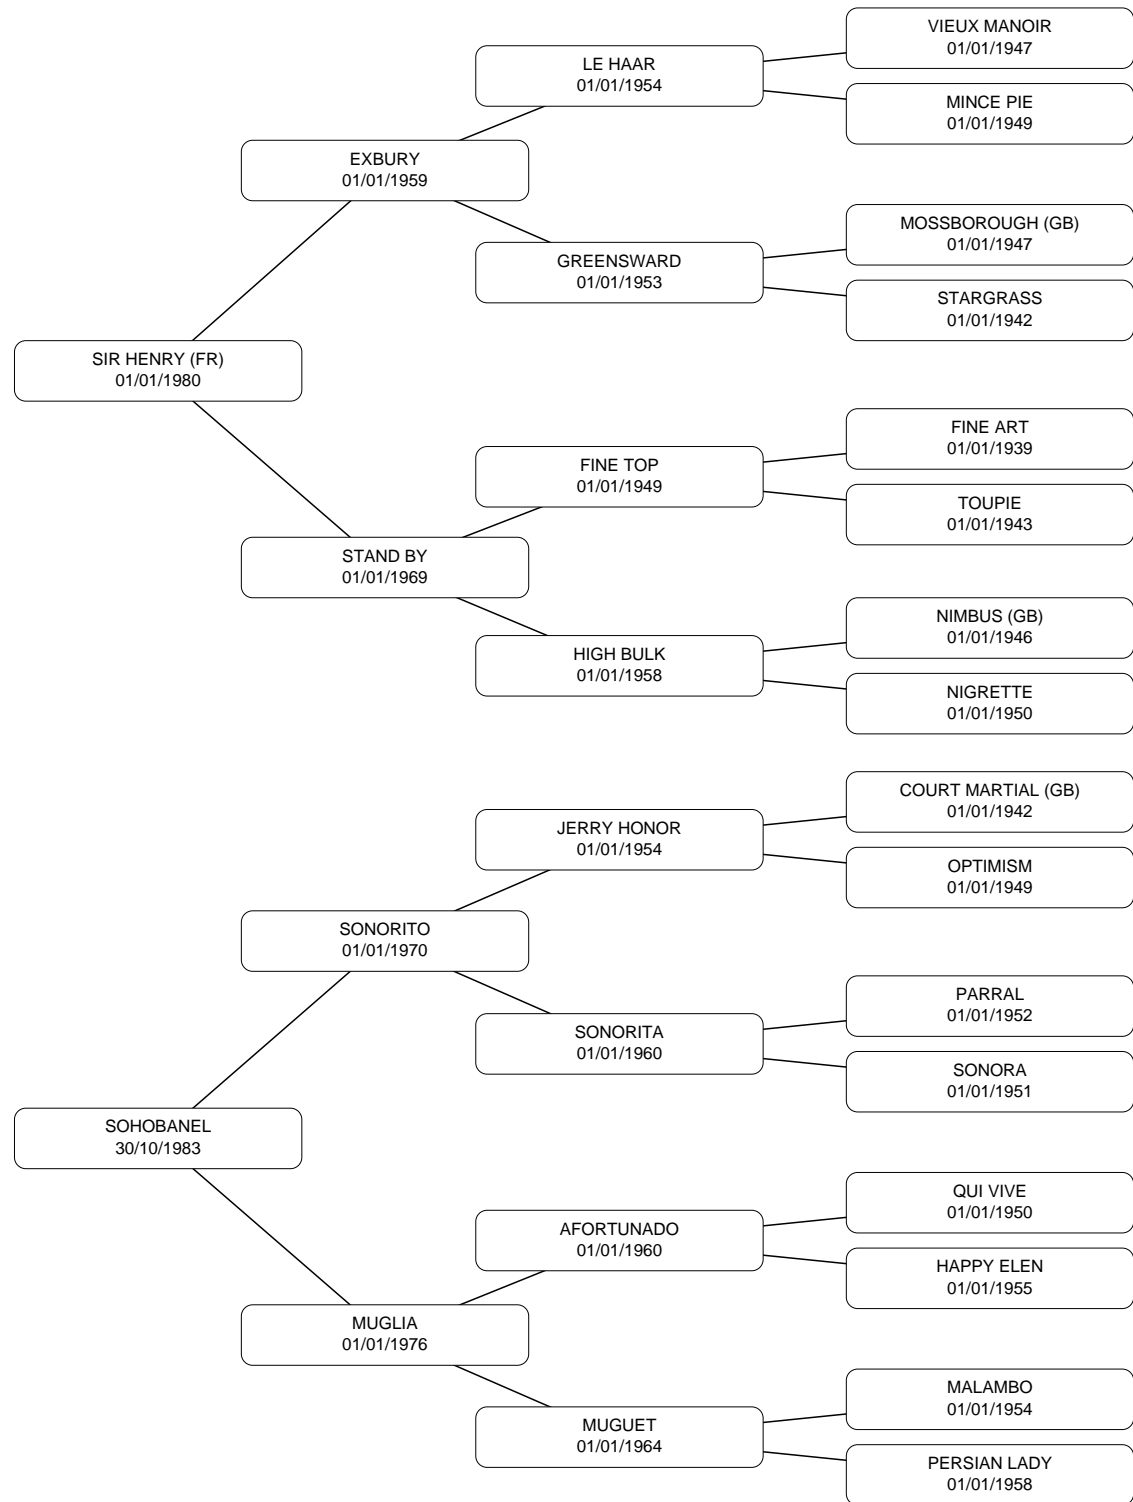 VIEUX MANOIR
01/01/1947
LE HAAR
01/01/1954
MINCE PIE
01/01/1949
EXBURY
01/01/1959
MOSSBOROUGH (GB)
01/01/1947
GREENSWARD
01/01/1953
STARGRASS
01/01/1942
SIR HENRY (FR)
01/01/1980
FINE ART
01/01/1939
FINE TOP
01/01/1949
TOUPIE
01/01/1943
STAND BY
01/01/1969
NIMBUS (GB)
01/01/1946
HIGH BULK
01/01/1958
NIGRETTE
01/01/1950
COURT MARTIAL (GB)
01/01/1942
JERRY HONOR
01/01/1954
OPTIMISM
01/01/1949
SONORITO
01/01/1970
PARRAL
01/01/1952
SONORITA
01/01/1960
SONORA
01/01/1951
SOHOBANEL
30/10/1983
QUI VIVE
01/01/1950
AFORTUNADO
01/01/1960
HAPPY ELEN
01/01/1955
MUGLIA
01/01/1976
MALAMBO
01/01/1954
MUGUET
01/01/1964
PERSIAN LADY
01/01/1958